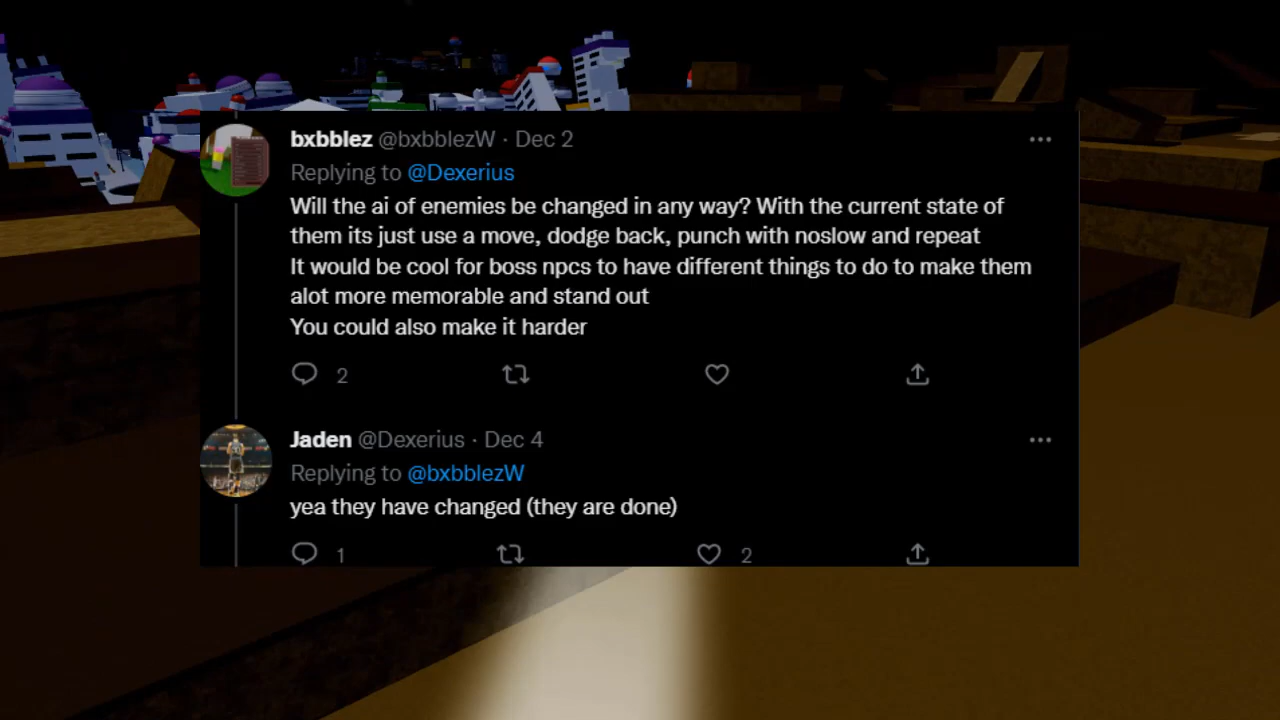 bxbblez @bxbblezW · Dec 2
Replying to @Dexerius
Will the ai of enemies be changed in any way? With the current state of
them its just use a move, dodge back, punch with noslow and repeat
It would be cool for boss npcs to have different things to do to make them
alot more memorable and stand out
You could also make it harder
2
Jaden @Dexerius · Dec 4
Replying to @bxbblezW
yea they have changed (they are done)
1 2